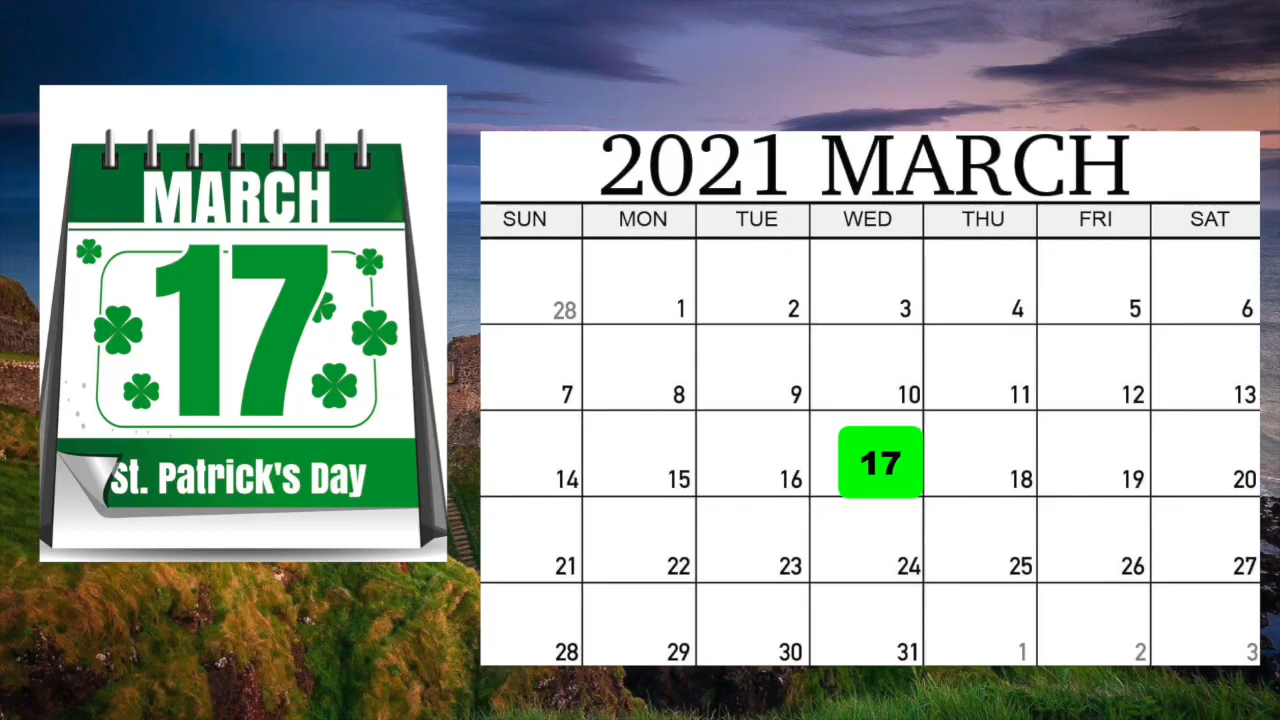 MARCH
17
St. Patrick's Day
2021 MARCH
SUN MON TUE WED THU FRI SAT
28 1 2 3 4 5 6
7 8 9 10 11 12 13
14 15 16 17 18 19 20
21 22 23 24 25 26 27
28 29 30 31 1 2 3